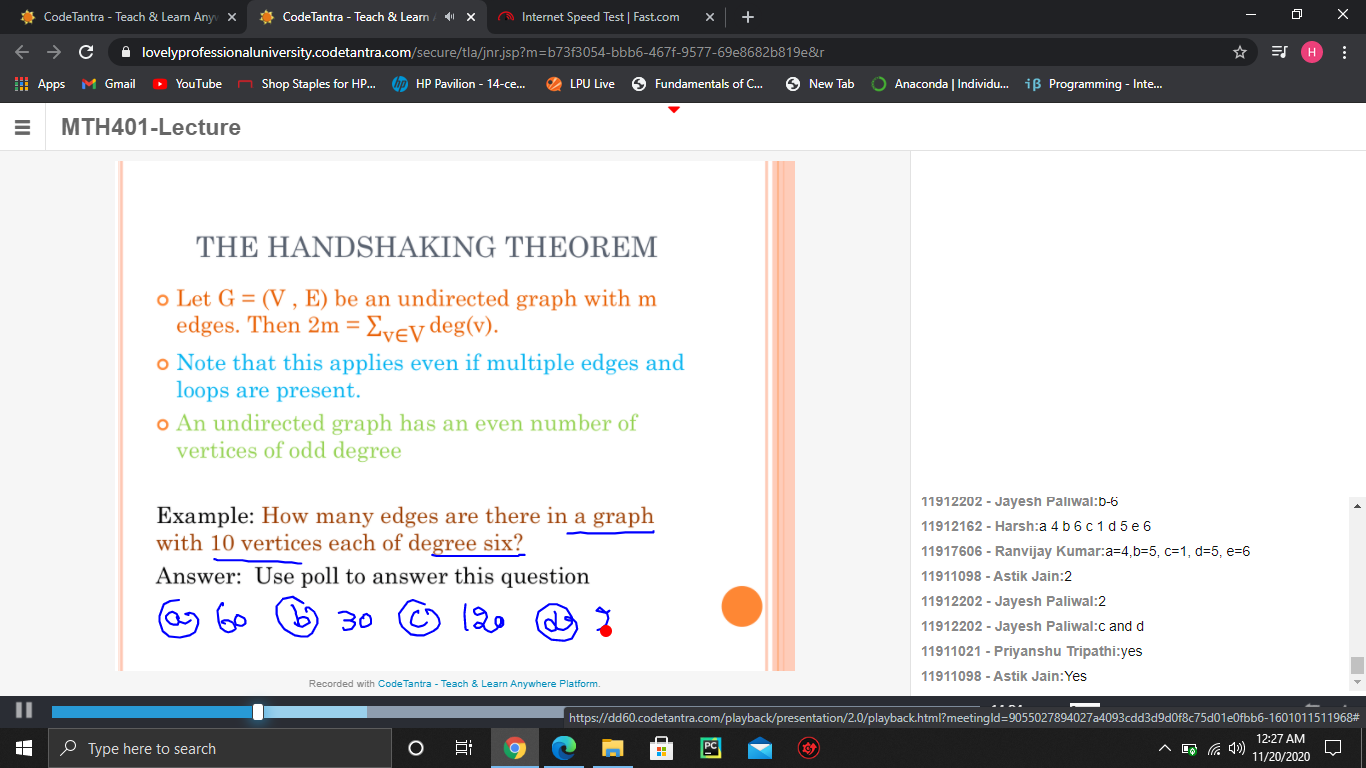 CodeTantra - Teach & Learn Any
CodeTantra - Teach & Learn
Internet Speed Test | Fast.com
lovelyprofessionaluniversity.codetantra.com/secure/tla/jnr.jsp?m=b73f3054-bbb6-467f-9577-69e8682b819e&r
H
Apps
Gmail
YouTube
Shop Staples for HP...
HP Pavilion - 14-ce...
LPU Live
Fundamentals of C...
New Tab
Anaconda | Individu...
Programming - Inte...
MTH401-Lecture
THE HANDSHAKING THEOREM
Let G = (V , E) be an undirected graph with m
edges. Then 2m = ∑v∈V deg(v).
Note that this applies even if multiple edges and
loops are present.
An undirected graph has an even number of
vertices of odd degree
Example: How many edges are there in a graph
with 10 vertices each of degree six?
Answer: Use poll to answer this question
a 60 b 30 c 120 d
Recorded with CodeTantra - Teach & Learn Anywhere Platform.
11912202 - Jayesh Paliwal:b-6
11912162 - Harsh:a 4 b 6 c 1 d 5 e 6
11917606 - Ranvijay Kumar:a=4,b=5, c=1, d=5, e=6
11911098 - Astik Jain:2
11912202 - Jayesh Paliwal:2
11912202 - Jayesh Paliwal:c and d
11911021 - Priyanshu Tripathi:yes
11911098 - Astik Jain:Yes
https://dd60.codetantra.com/playback/presentation/2.0/playback.html?meetingId=9055027894027a4093cdd3d9d0f8c75d01e0fbb6-1601011511968#
Type here to search
PC
12:27 AM
11/20/2020